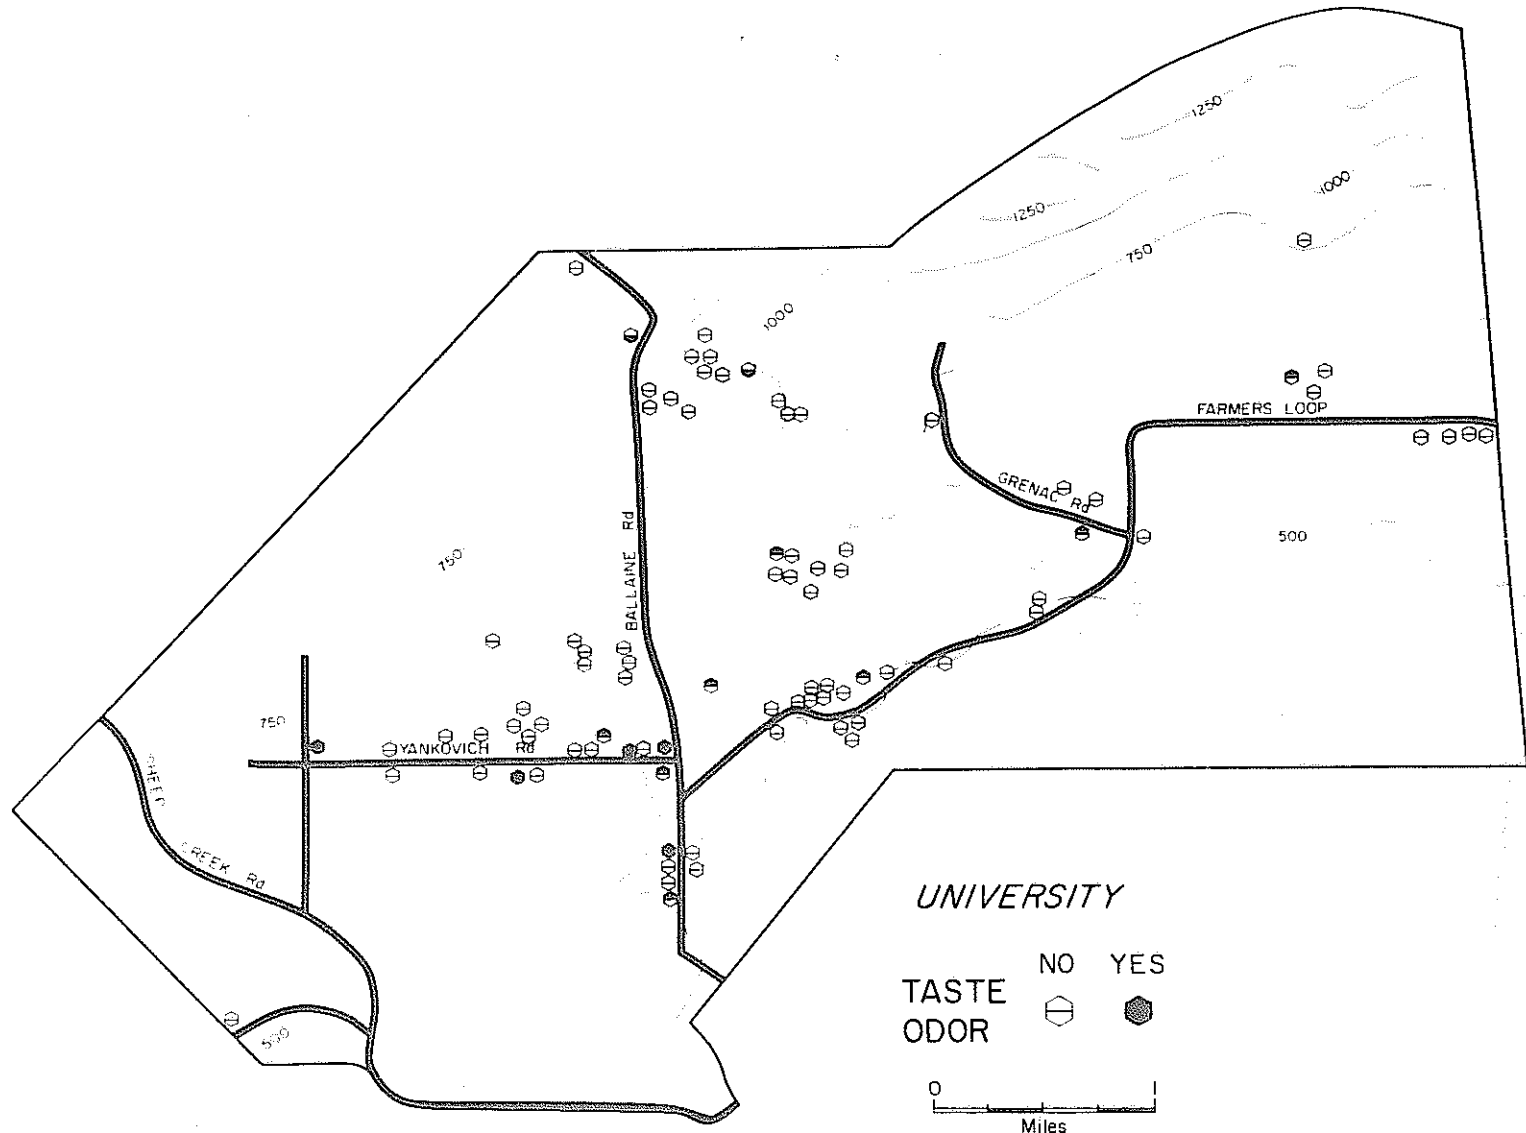 1250
1000
1250
750
1000
FARMERS LOOP
GRENAC Rd
500
BALLAINE Rd
750
750
YANKOVICH Rd
CREEK Rd
500
UNIVERSITY
NO YES
TASTE
ODOR
0 1
Miles